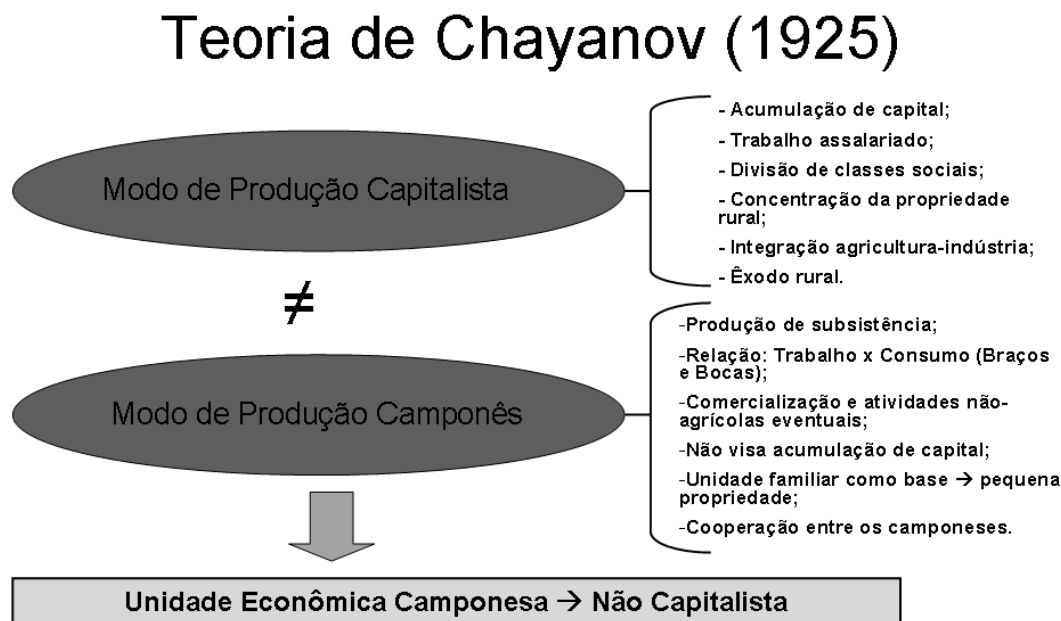 Teoria de Chayanov (1925)
Modo de Produção Capitalista
- Acumulação de capital;
- Trabalho assalariado;
- Divisão de classes sociais;
- Concentração da propriedade
rural;
- Integração agricultura-indústria;
- Êxodo rural.
≠
Modo de Produção Camponês
-Produção de subsistência;
-Relação: Trabalho x Consumo (Braços
e Bocas);
-Comercialização e atividades não-
agrícolas eventuais;
-Não visa acumulação de capital;
-Unidade familiar como base → pequena
propriedade;
-Cooperação entre os camponeses.
Unidade Econômica Camponesa → Não Capitalista